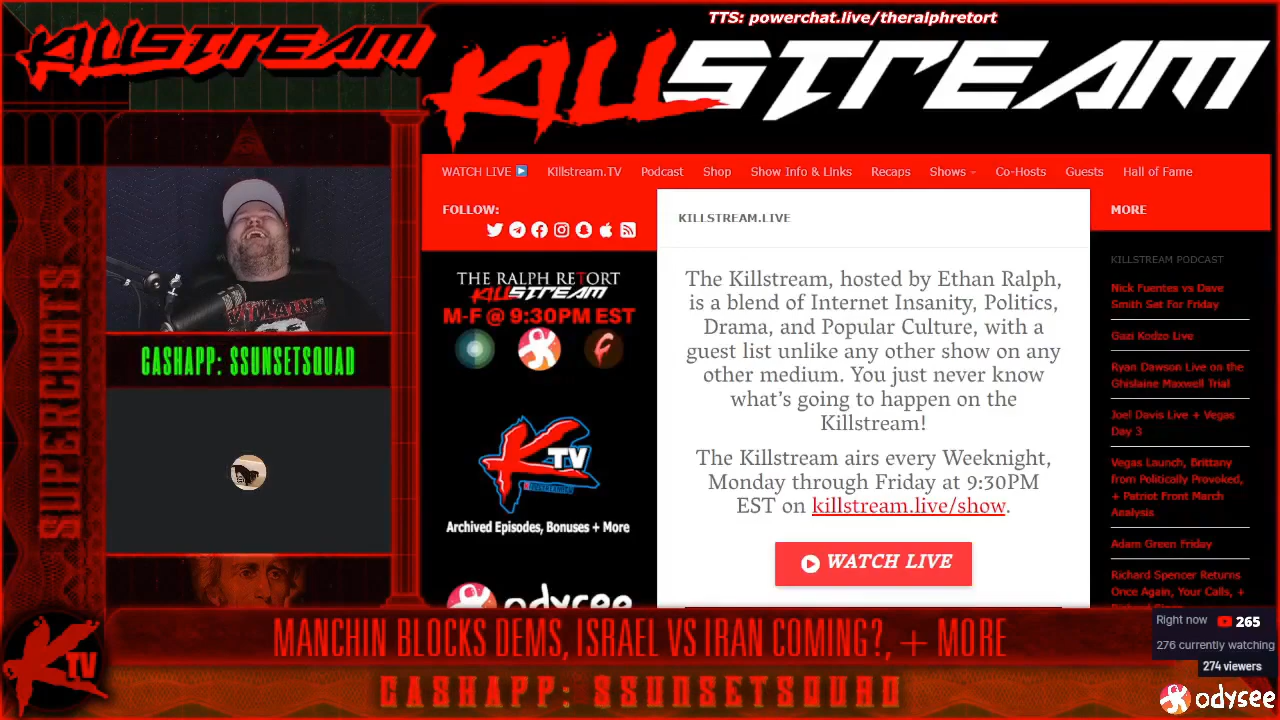 TTS: powerchat.live/theralphretort
KILLSTREAM
KILLSTREAM
WATCH LIVE
Killstream.TV
Podcast
Shop
Show Info & Links
Recaps
Shows
Co-Hosts
Guests
Hall of Fame
FOLLOW:
KILLSTREAM.LIVE
MORE
THE RALPH RETORT
KILLSTREAM
M-F @ 9:30PM EST
The Killstream, hosted by Ethan Ralph,
is a blend of Internet Insanity, Politics,
Drama, and Popular Culture, with a
guest list unlike any other show on any
other medium. You just never know
what's going to happen on the
Killstream!
The Killstream airs every Weeknight,
Monday through Friday at 9:30PM
EST on killstream.live/show.
WATCH LIVE
KILLSTREAM PODCAST
Nick Fuentes vs Dave
Smith Set For Friday
Gazi Kodzo Live
Ryan Dawson Live on the
Ghislaine Maxwell Trial
Joel Davis Live + Vegas
Day 3
Vegas Launch, Brittany
from Politically Provoked,
+ Patriot Front March
Analysis
Adam Green Friday
Richard Spencer Returns
Once Again, Your Calls, +
SUPERCHATS
CASHAPP: $SUNSETSQUAD
KTV
Archived Episodes, Bonuses + More
odysee
MANCHIN BLOCKS DEMS, ISRAEL VS IRAN COMING?, + MORE
CASHAPP: $SUNSETSQUAD
KTV
Right now 265
276 currently watching
274 viewers
odysee